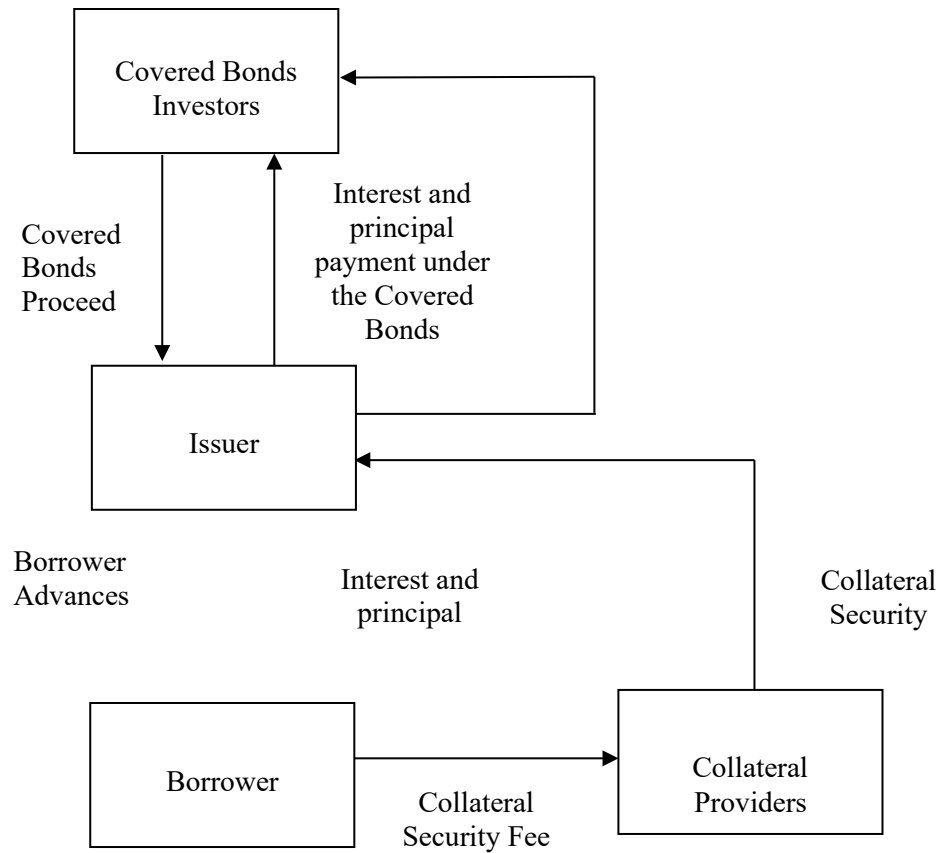 Covered Bonds
Investors
Interest and
principal
payment under
the Covered
Bonds
Covered
Bonds
Proceed
Issuer
Borrower
Advances
Interest and
principal
Collateral
Security
Borrower
Collateral
Security Fee
Collateral
Providers